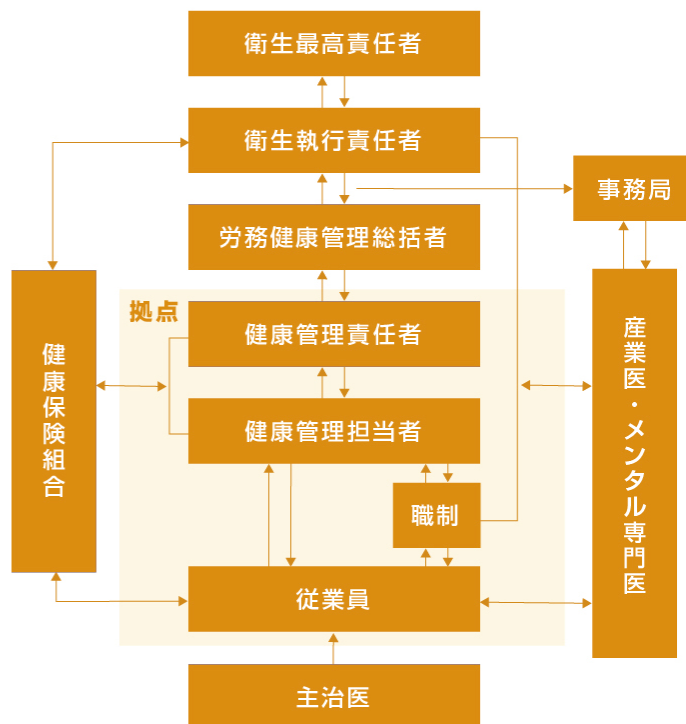 衛生最高責任者
衛生執行責任者
事務局
労務健康管理総括者
拠点
健康管理責任者
健康保険組合
産業医・メンタル専門医
健康管理担当者
職制
従業員
主治医